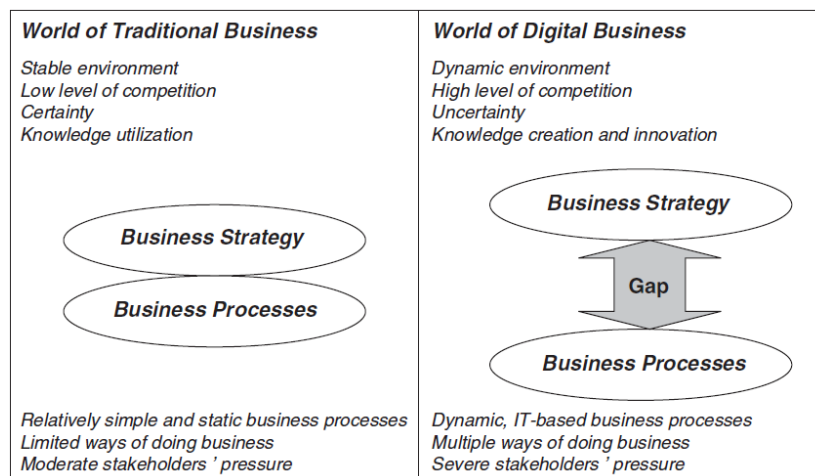 World of Traditional Business
Stable environment
Low level of competition
Certainty
Knowledge utilization
Business Strategy
Business Processes
Relatively simple and static business processes
Limited ways of doing business
Moderate stakeholders ’ pressure
World of Digital Business
Dynamic environment
High level of competition
Uncertainty
Knowledge creation and innovation
Business Strategy
Gap
Business Processes
Dynamic, IT-based business processes
Multiple ways of doing business
Severe stakeholders ’ pressure